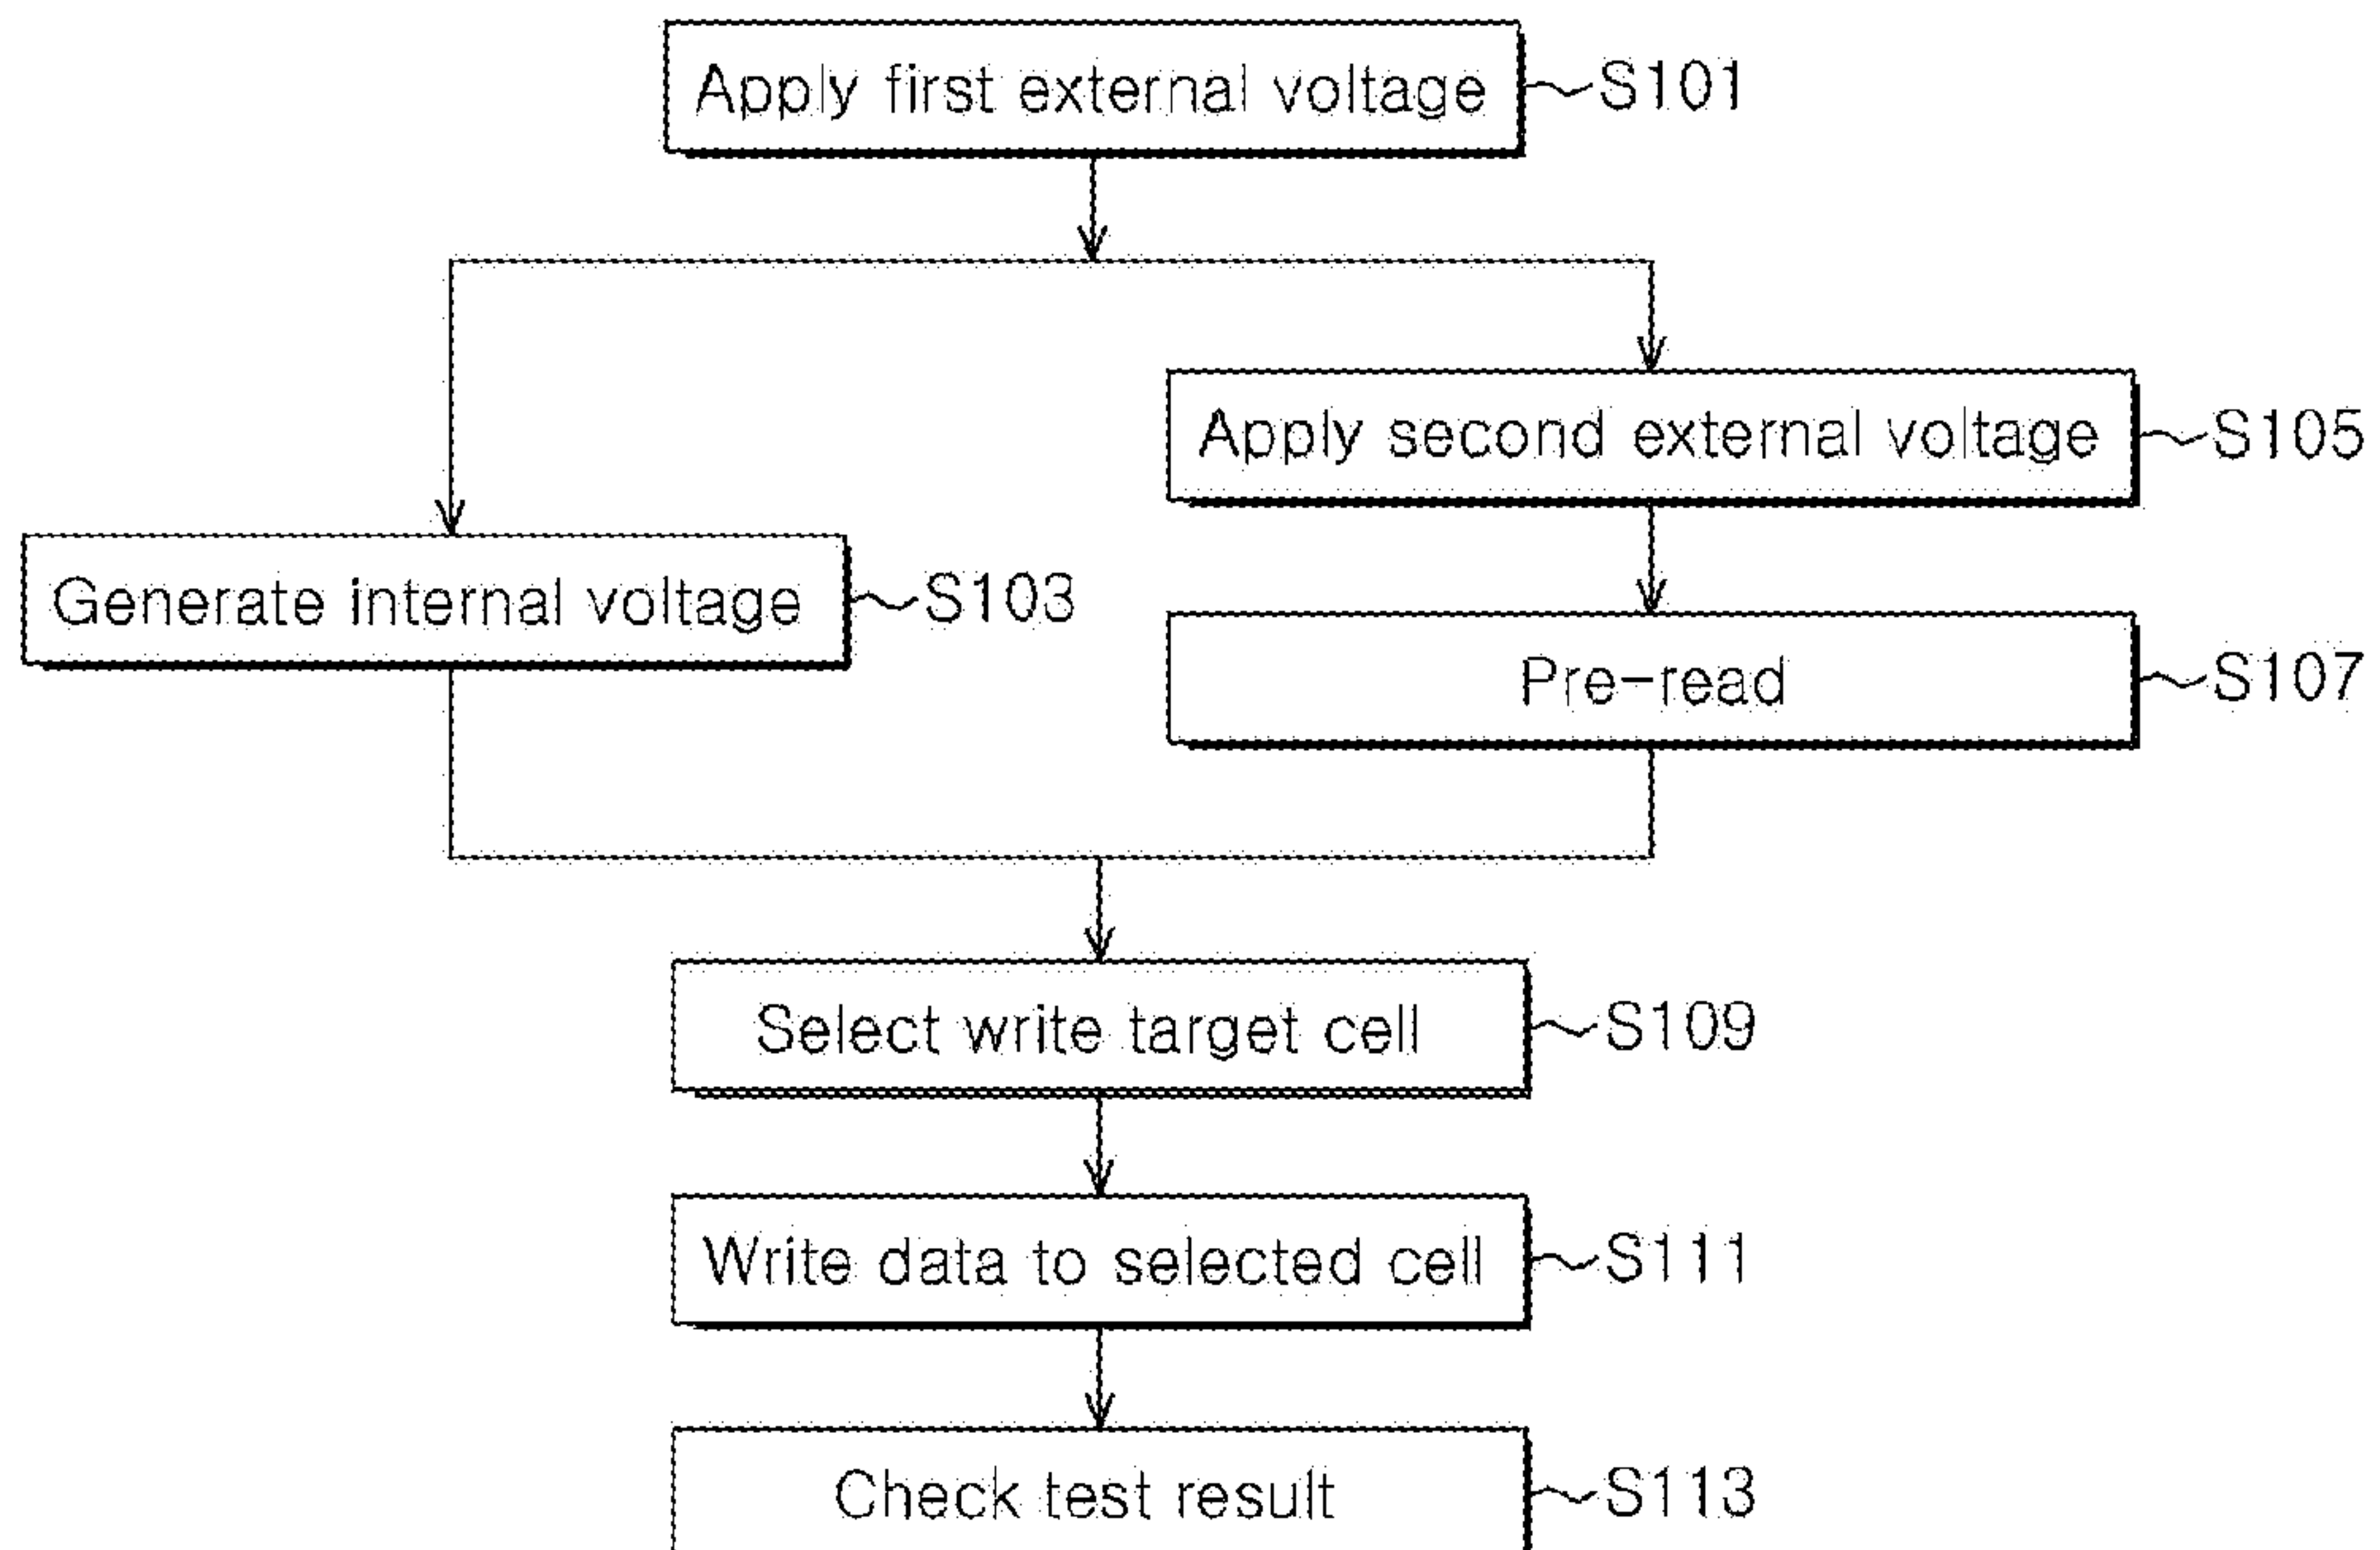 Apply first external voltage S101
Apply second external voltage S105
Generate internal voltage S103
Pre-read S107
Select write target cell S109
Write data to selected cell S111
Check test result S113